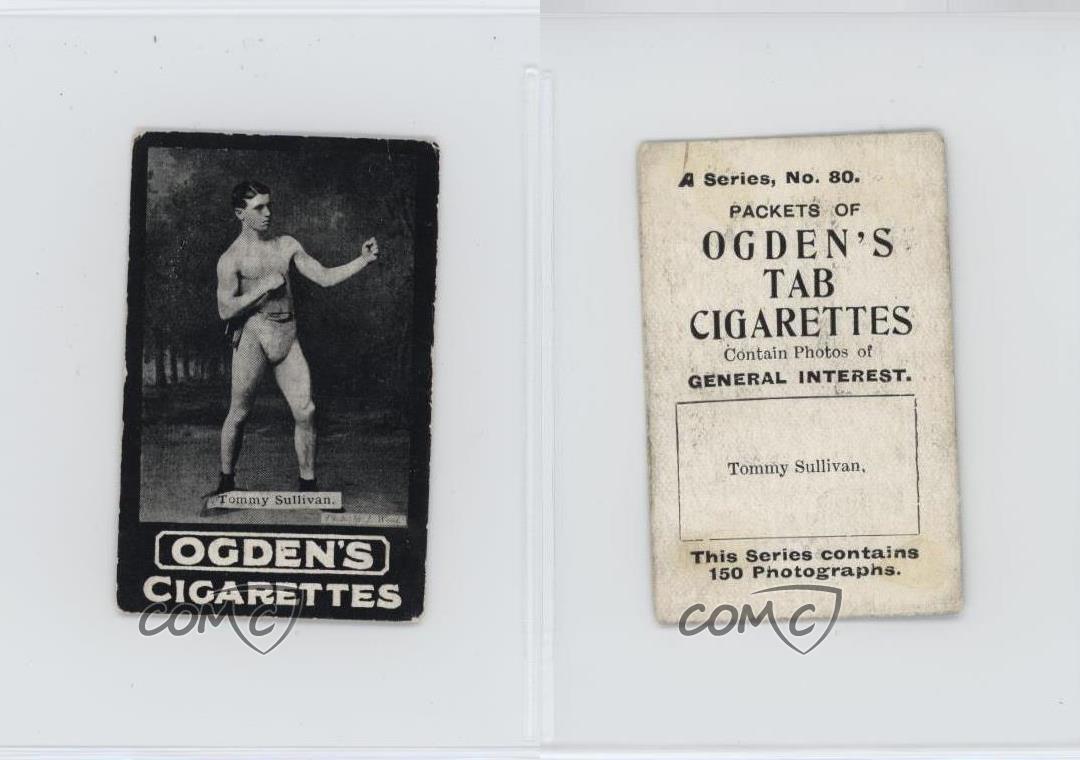 Tommy Sullivan.
OGDEN'S
CIGARETTES
COMC
A Series, No. 80.
PACKETS OF
OGDEN'S
TAB
CIGARETTES
Contain Photos of
GENERAL INTEREST.
Tommy Sullivan.
This Series contains
150 Photographs.
COMC